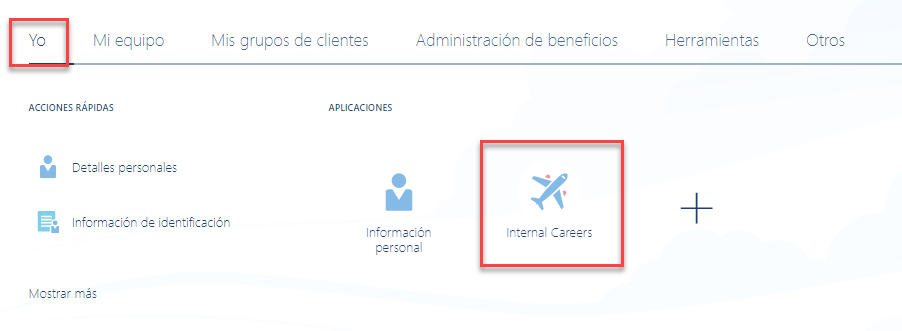 Yo Mi equipo Mis grupos de clientes Administración de beneficios Herramientas Otros
ACCIONES RÁPIDAS
Detalles personales
Información de identificación
Mostrar más
APLICACIONES
Información
personal
Internal Careers